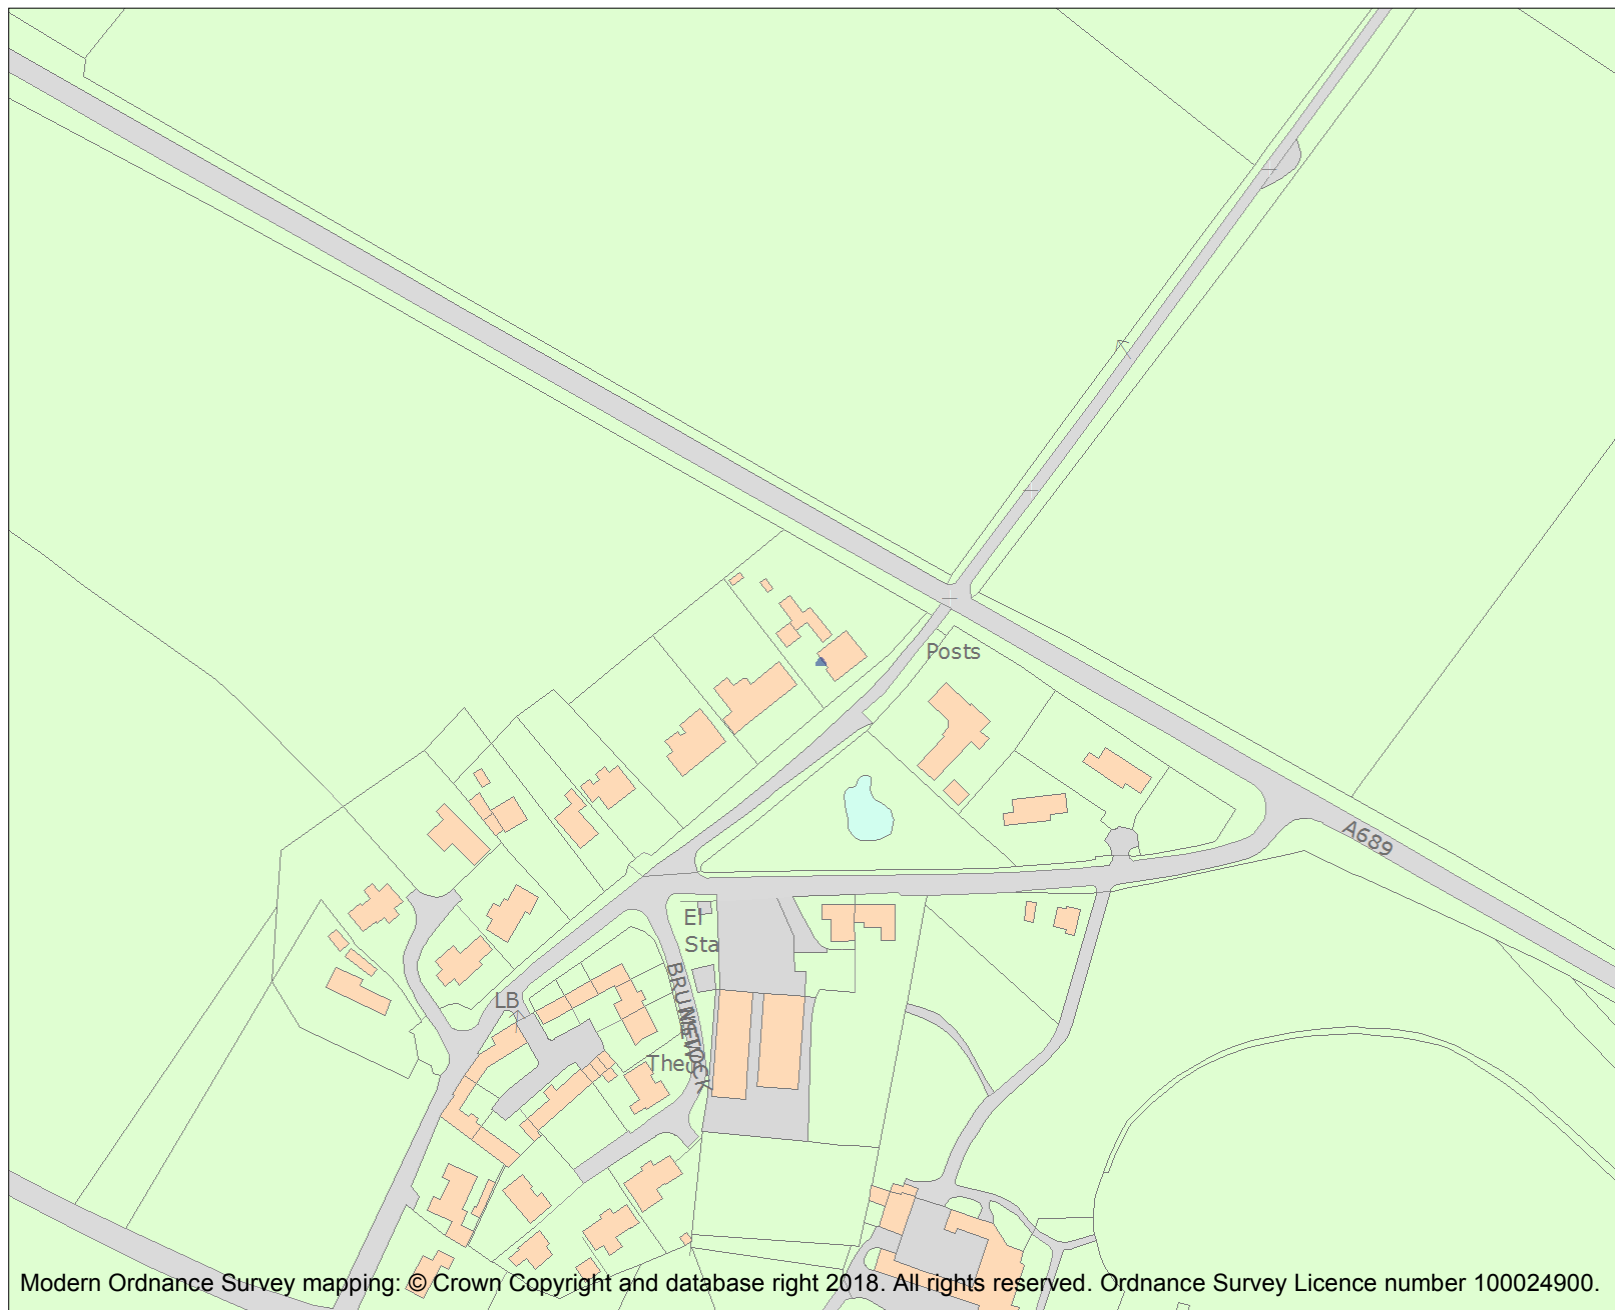 Posts
A689
El
Sta
LB
The
Modern Ordnance Survey mapping: © Crown Copyright and database right 2018. All rights reserved. Ordnance Survey Licence number 100024900.